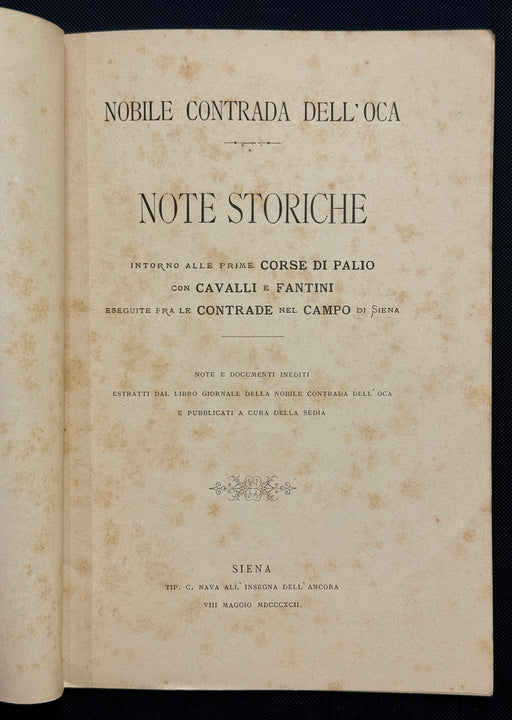 NOBILE CONTRADA DELL'OCA
NOTE STORICHE
INTORNO ALLE PRIME CORSE DI PALIO
CON CAVALLI E FANTINI
ESEGUITE FRA LE CONTRADE NEL CAMPO DI SIENA
NOTE E DOCUMENTI INEDITI
ESTRATTI DAL LIBRO GIORNALE DELLA NOBILE CONTRADA DELL'OCA
E PUBBLICATI A CURA DELLA SEDIA
SIENA
TIP. C. NAVA ALL'INSEGNA DELL'ANCORA
VIII MAGGIO MDCCCXCII.